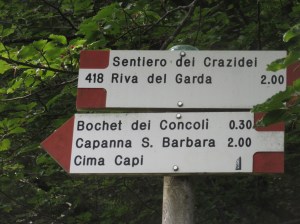 Sentiero dei Crazidei
418 Riva del Garda 2.00
Bochet dei Concolì 0.30
Capanna S. Barbara 2.00
Cima Capi